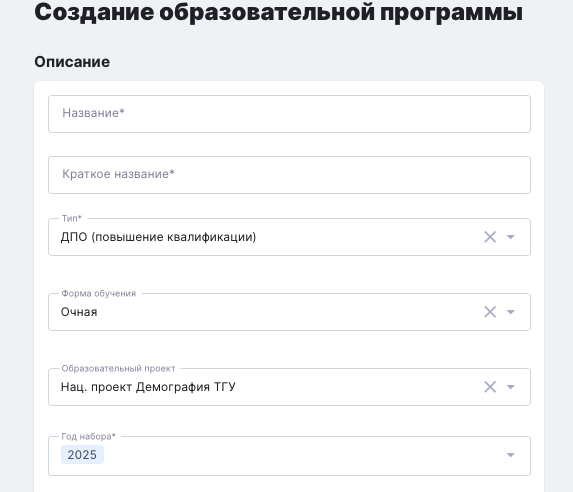 Создание образовательной программы
Описание
Название*
Краткое название*
Тип*
ДПО (повышение квалификации)
Форма обучения
Очная
Образовательный проект
Нац. проект Демография ТГУ
Год набора*
2025